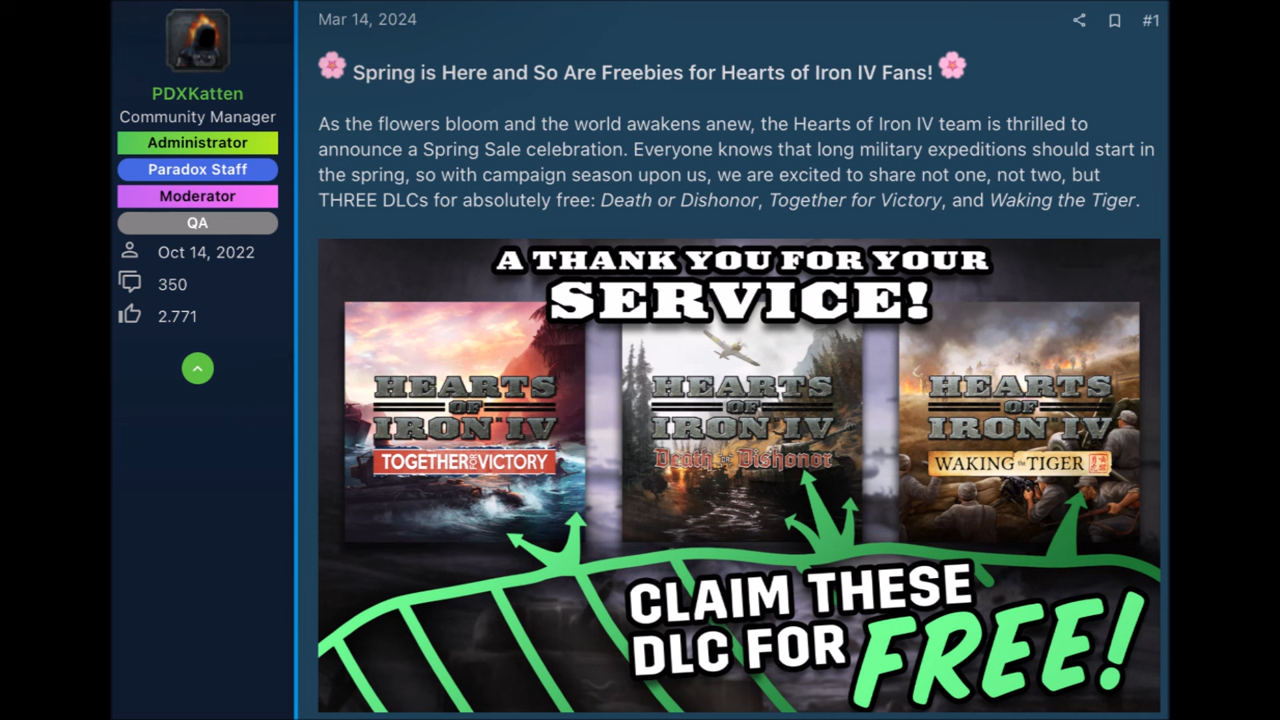 Mar 14, 2024
#1
PDXKatten
Community Manager
Administrator
Paradox Staff
Moderator
QA
Oct 14, 2022
350
2.771
Spring is Here and So Are Freebies for Hearts of Iron IV Fans!
As the flowers bloom and the world awakens anew, the Hearts of Iron IV team is thrilled to
announce a Spring Sale celebration. Everyone knows that long military expeditions should start in
the spring, so with campaign season upon us, we are excited to share not one, not two, but
THREE DLCs for absolutely free: Death or Dishonor, Together for Victory, and Waking the Tiger.
A THANK YOU FOR YOUR
SERVICE!
HEARTS
OF
IRON IV
TOGETHER FOR VICTORY
HEARTS
OF
IRON IV
Death or Dishonor
HEARTS
OF
IRON IV
WAKING THE TIGER
CLAIM THESE
DLC FOR FREE!